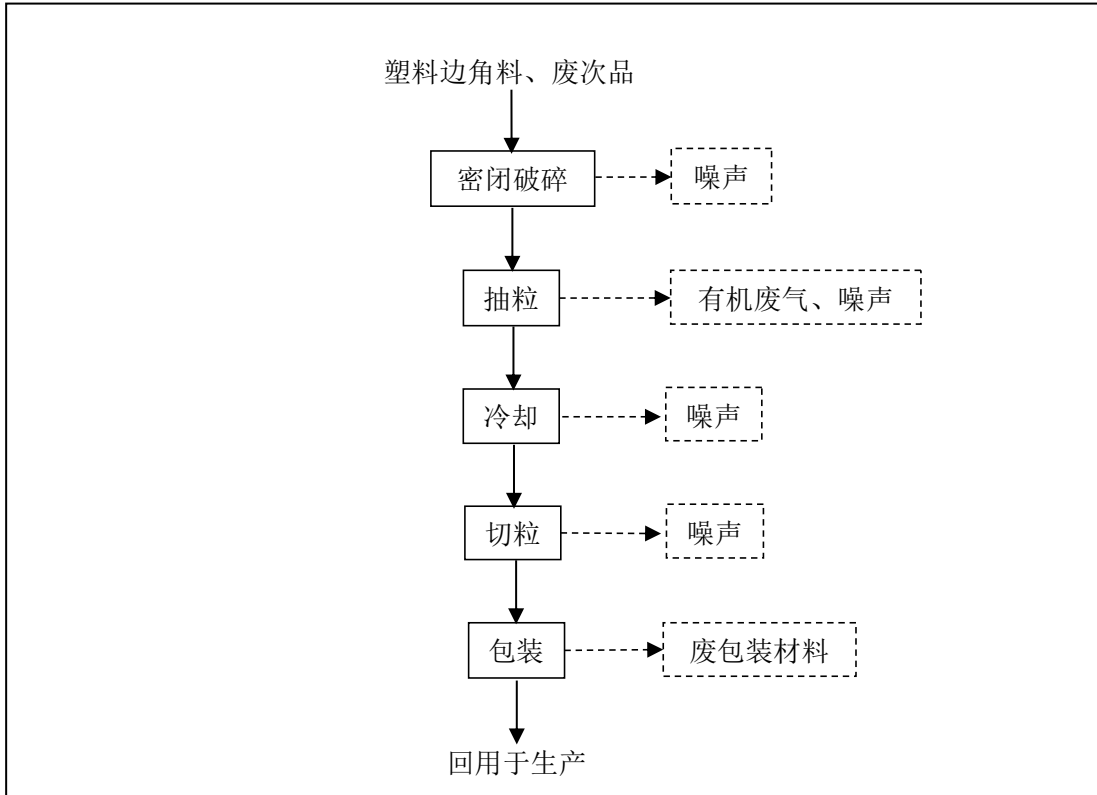 塑料边角料、废次品
密闭破碎
噪声
抽粒
有机废气、噪声
冷却
噪声
切粒
噪声
包装
废包装材料
回用于生产